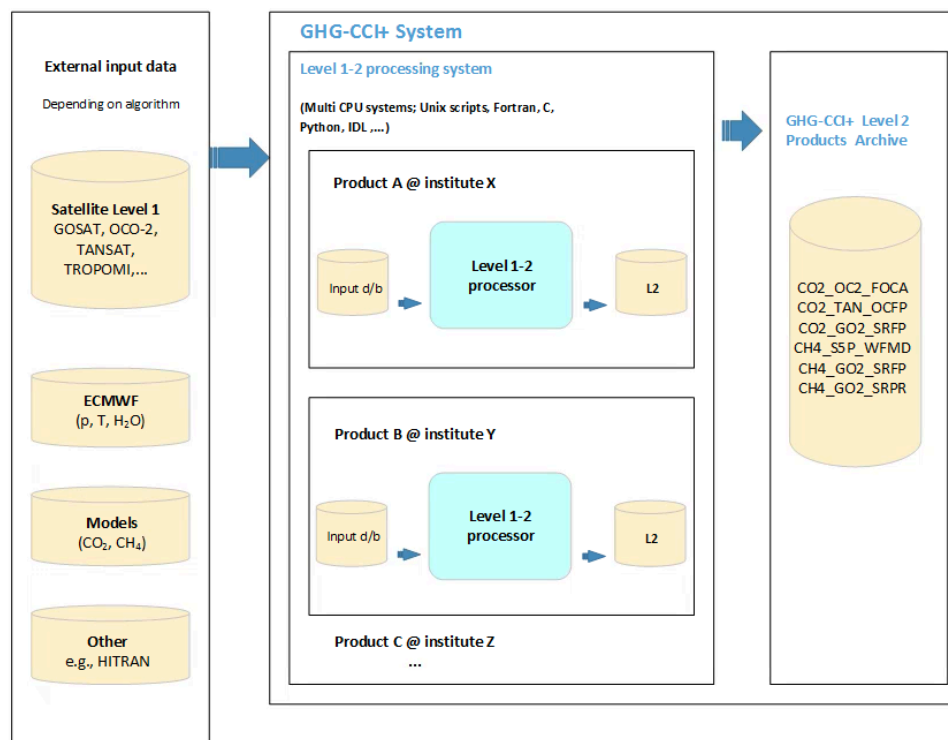 External input data
Depending on algorithm
Satellite Level 1
GOSAT, OCO-2,
TANSAT,
TROPOMI,...
ECMWF
(p, T, H₂O)
Models
(CO₂, CH₄)
Other
e.g., HITRAN
GHG-CCI+ System
Level 1-2 processing system
(Multi CPU systems; Unix scripts, Fortran, C,
Python, IDL ,...)
Product A @ institute X
Input d/b
Level 1-2
processor
L2
Product B @ institute Y
Input d/b
Level 1-2
processor
L2
Product C @ institute Z
...
GHG-CCI+ Level 2
Products Archive
CO2_OC2_FOCA
CO2_TAN_OCFP
CO2_GO2_SRFP
CH4_S5P_WFMD
CH4_GO2_SRFP
CH4_GO2_SRPR